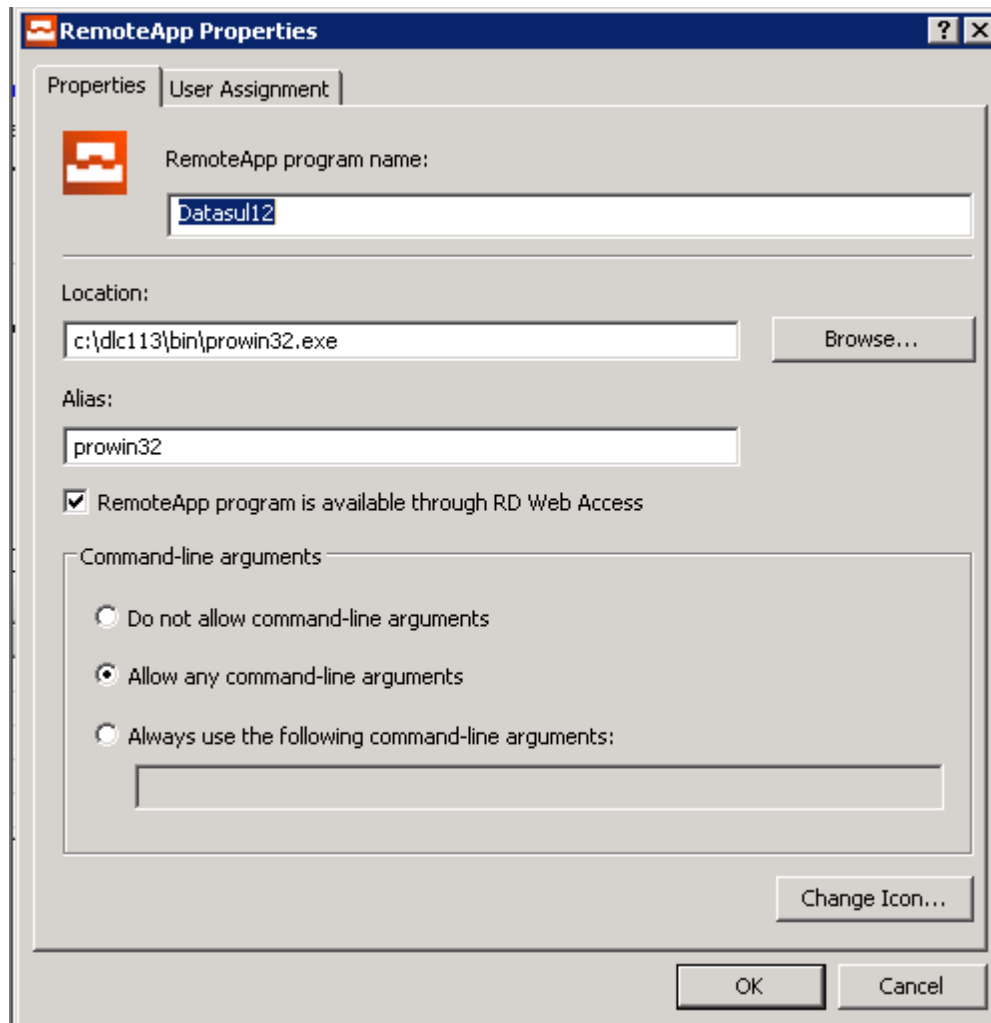 RemoteApp Properties
Properties
User Assignment
RemoteApp program name:
Datasul12
Location:
c:\dlc113\bin\prowin32.exe
Browse...
Alias:
prowin32
RemoteApp program is available through RD Web Access
Command-line arguments
Do not allow command-line arguments
Allow any command-line arguments
Always use the following command-line arguments:
Change Icon...
OK
Cancel